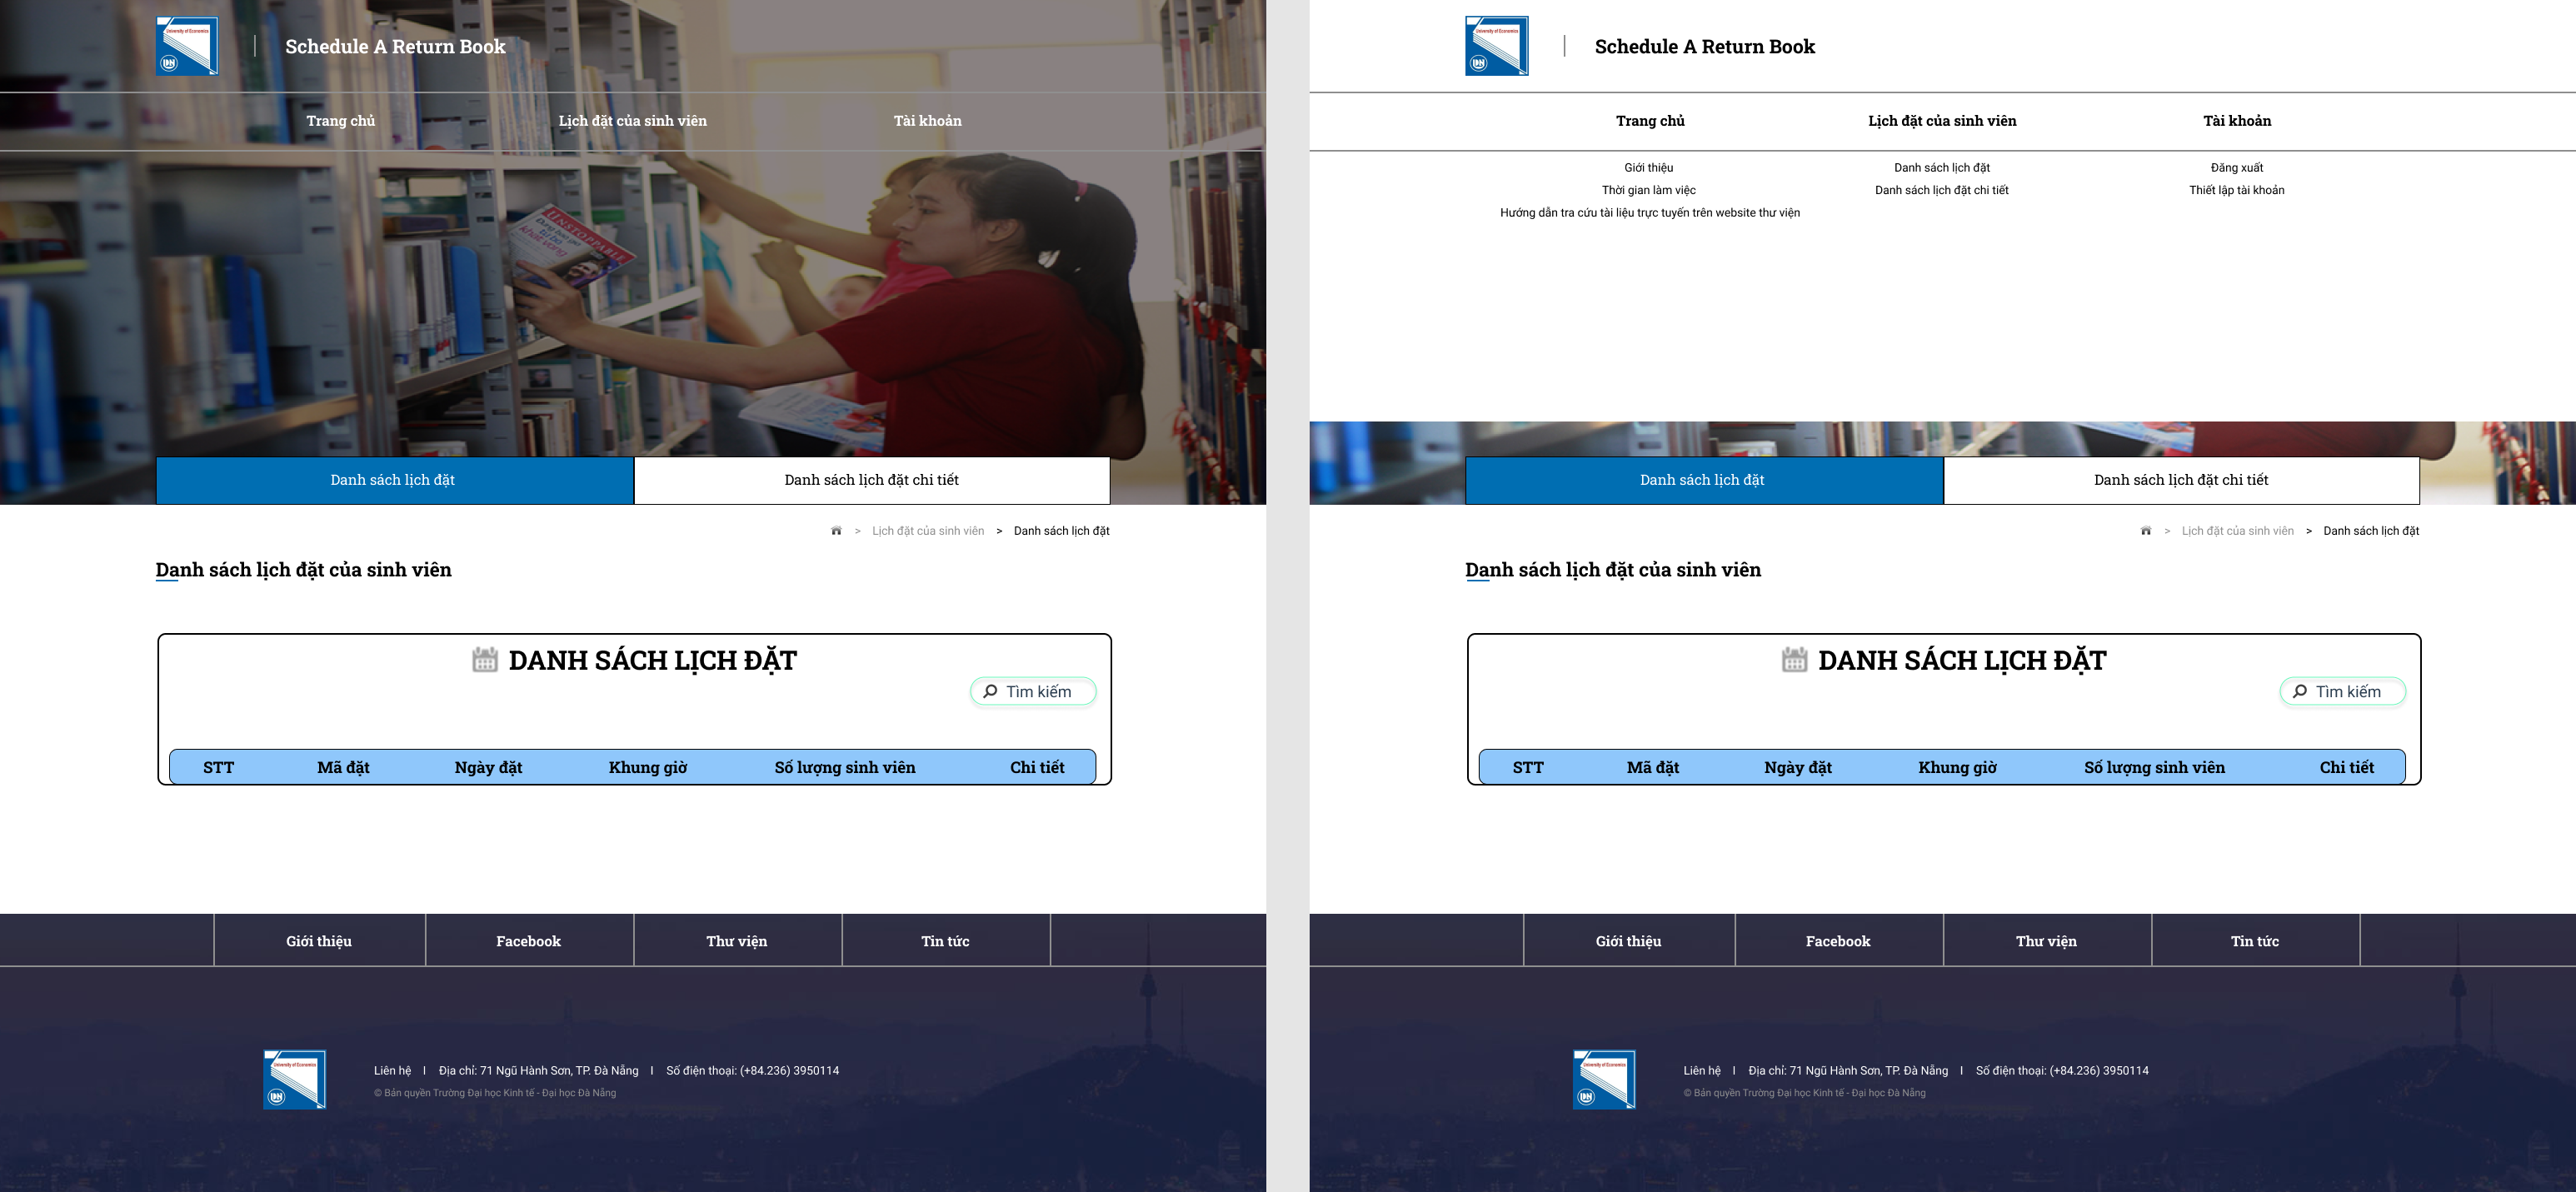 University of Economics
Schedule A Return Book
Trang chủ
Lịch đặt của sinh viên
Tài khoản
UNSTOPPABLE
Danh sách lịch đặt
Danh sách lịch đặt chi tiết
> Lịch đặt của sinh viên > Danh sách lịch đặt
Danh sách lịch đặt của sinh viên
DANH SÁCH LỊCH ĐẶT
Tìm kiếm
STT Mã đặt Ngày đặt Khung giờ Số lượng sinh viên Chi tiết
Giới thiệu
Facebook
Thư viện
Tin tức
University of Economics
Liên hệ I Địa chỉ: 71 Ngũ Hành Sơn, TP. Đà Nẵng I Số điện thoại: (+84.236) 3950114
© Bản quyền Trường Đại học Kinh tế - Đại học Đà Nẵng
University of Economics
Schedule A Return Book
Trang chủ
Lịch đặt của sinh viên
Tài khoản
Giới thiệu
Thời gian làm việc
Hướng dẫn tra cứu tài liệu trực tuyến trên website thư viện
Danh sách lịch đặt
Danh sách lịch đặt chi tiết
Đăng xuất
Thiết lập tài khoản
Danh sách lịch đặt
Danh sách lịch đặt chi tiết
> Lịch đặt của sinh viên > Danh sách lịch đặt
Danh sách lịch đặt của sinh viên
DANH SÁCH LỊCH ĐẶT
Tìm kiếm
STT Mã đặt Ngày đặt Khung giờ Số lượng sinh viên Chi tiết
Giới thiệu
Facebook
Thư viện
Tin tức
University of Economics
Liên hệ I Địa chỉ: 71 Ngũ Hành Sơn, TP. Đà Nẵng I Số điện thoại: (+84.236) 3950114
© Bản quyền Trường Đại học Kinh tế - Đại học Đà Nẵng